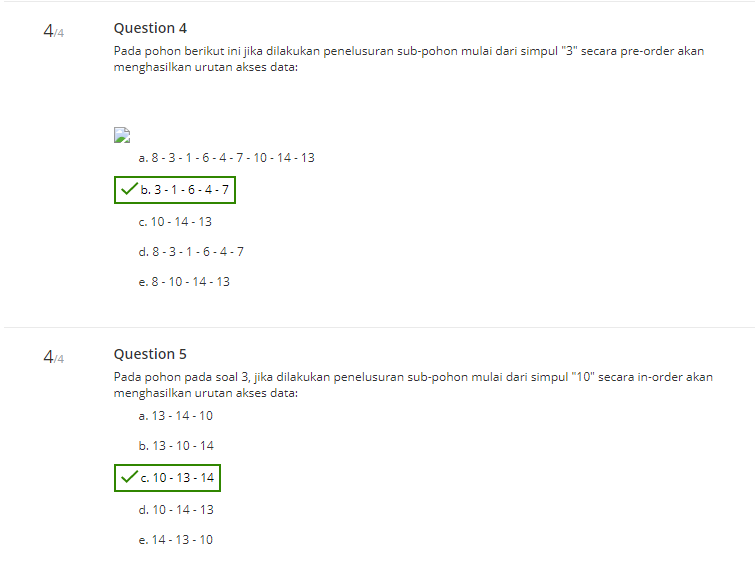 4/4
Question 4
Pada pohon berikut ini jika dilakukan penelusuran sub-pohon mulai dari simpul "3" secara pre-order akan
menghasilkan urutan akses data:
a. 8 - 3 - 1 - 6 - 4 - 7 - 10 - 14 - 13
b. 3 - 1 - 6 - 4 - 7
c. 10 - 14 - 13
d. 8 - 3 - 1 - 6 - 4 - 7
e. 8 - 10 - 14 - 13
4/4
Question 5
Pada pohon pada soal 3, jika dilakukan penelusuran sub-pohon mulai dari simpul "10" secara in-order akan
menghasilkan urutan akses data:
a. 13 - 14 - 10
b. 13 - 10 - 14
c. 10 - 13 - 14
d. 10 - 14 - 13
e. 14 - 13 - 10